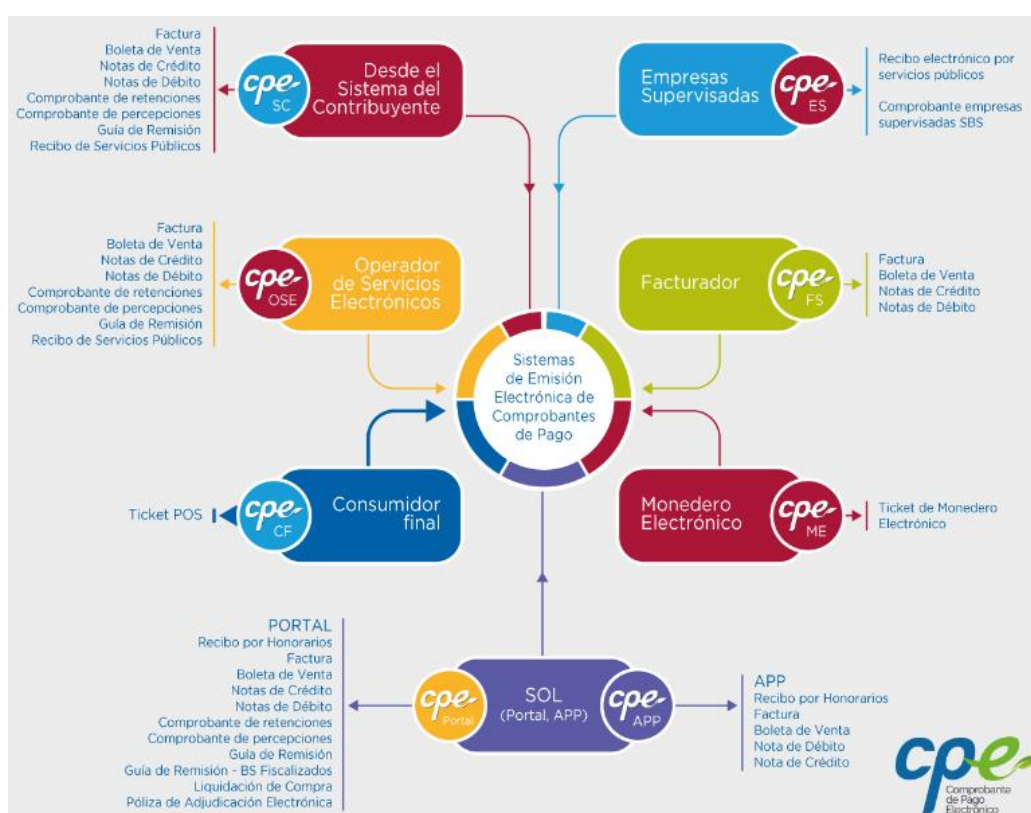 Factura
Boleta de Venta
Notas de Crédito
Notas de Débito
Comprobante de retenciones
Comprobante de percepciones
Guía de Remisión
Recibo de Servicios Públicos
cpe
SC
Desde el
Sistema del
Contribuyente
Empresas
Supervisadas
cpe
ES
Recibo electrónico por
servicios públicos
Comprobante empresas
supervisadas SBS
Factura
Boleta de Venta
Notas de Crédito
Notas de Débito
Comprobante de retenciones
Comprobante de percepciones
Guía de Remisión
Recibo de Servicios Públicos
cpe
OSE
Operador
de Servicios
Electrónicos
Facturador
cpe
FS
Factura
Boleta de Venta
Notas de Crédito
Notas de Débito
Sistemas
de Emisión
Electrónica de
Comprobantes
de Pago
Ticket POS
cpe
CF
Consumidor
final
Monedero
Electrónico
cpe
ME
Ticket de Monedero
Electrónico
PORTAL
Recibo por Honorarios
Factura
Boleta de Venta
Notas de Crédito
Notas de Débito
Comprobante de retenciones
Comprobante de percepciones
Guía de Remisión
Guía de Remisión - BS Fiscalizados
Liquidación de Compra
Póliza de Adjudicación Electrónica
cpe
Portal
SOL
(Portal, APP)
cpe
APP
APP
Recibo por Honorarios
Factura
Boleta de Venta
Nota de Débito
Nota de Crédito
cpe
Comprobante
de Pago
Electrónico